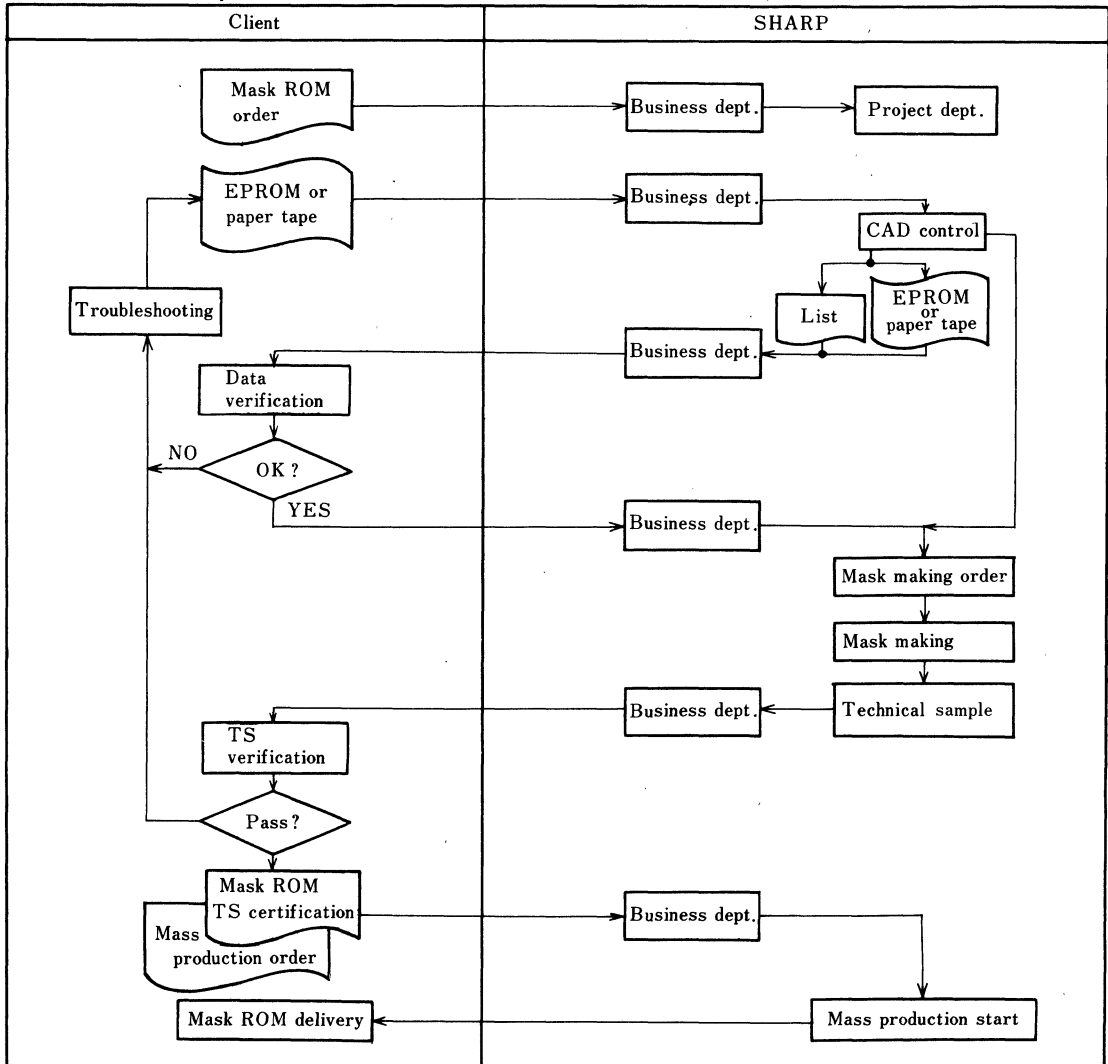 Client
SHARP
Mask ROM
order
Business dept.
Project dept.
EPROM or
paper tape
Business dept.
CAD control
Troubleshooting
List
EPROM
or
paper tape
Business dept.
Data
verification
NO
OK?
YES
Business dept.
Mask making order
Mask making
Business dept.
Technical sample
TS
verification
Pass?
Mask ROM
TS certification
Business dept.
Mass
production order
Mask ROM delivery
Mass production start